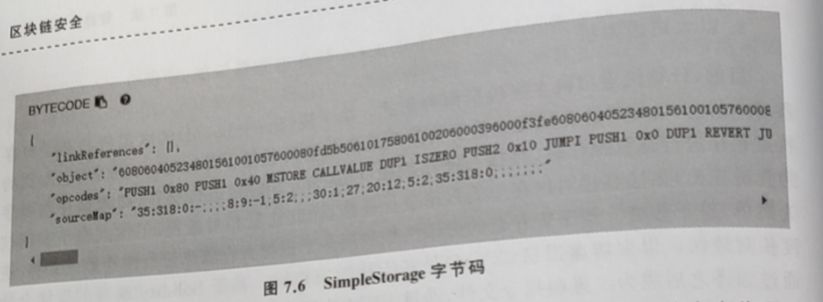 区块链安全
BYTECODE
{
"linkReferences": {},
"object": "608060405234801561001057600080fd5b50610175806100206000396000f3fe608060405234801561001057600080
"opcodes": "PUSH1 0x80 PUSH1 0x40 MSTORE CALLVALUE DUP1 ISZERO PUSH2 0x10 JUMPI PUSH1 0x0 DUP1 REVERT JU
"sourceMap": "35:318:0:-;;;;8:9:-1;5:2;;;30:1;27;20:12;5:2;35:318:0;;;;;;;"
}
图 7.6 SimpleStorage 字节码